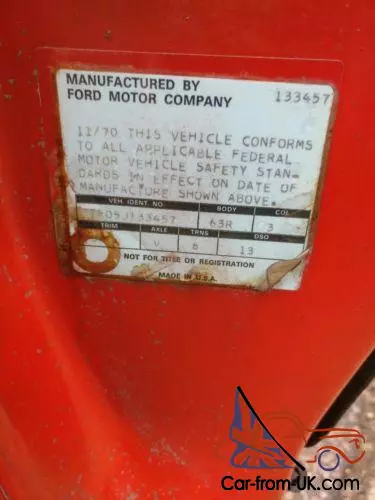 MANUFACTURED BY
FORD MOTOR COMPANY 133457
11/70 THIS VEHICLE CONFORMS
TO ALL APPLICABLE FEDERAL
MOTOR VEHICLE SAFETY STAN-
DARDS IN EFFECT ON DATE OF
MANUFACTURE SHOWN ABOVE.
VEH. IDENT. NO. BODY COL.
63R 3
TRIM AXLE TRNS DSO
V 6 13
NOT FOR TITLE OR REGISTRATION
MADE IN U.S.A.
Car-from-UK.com